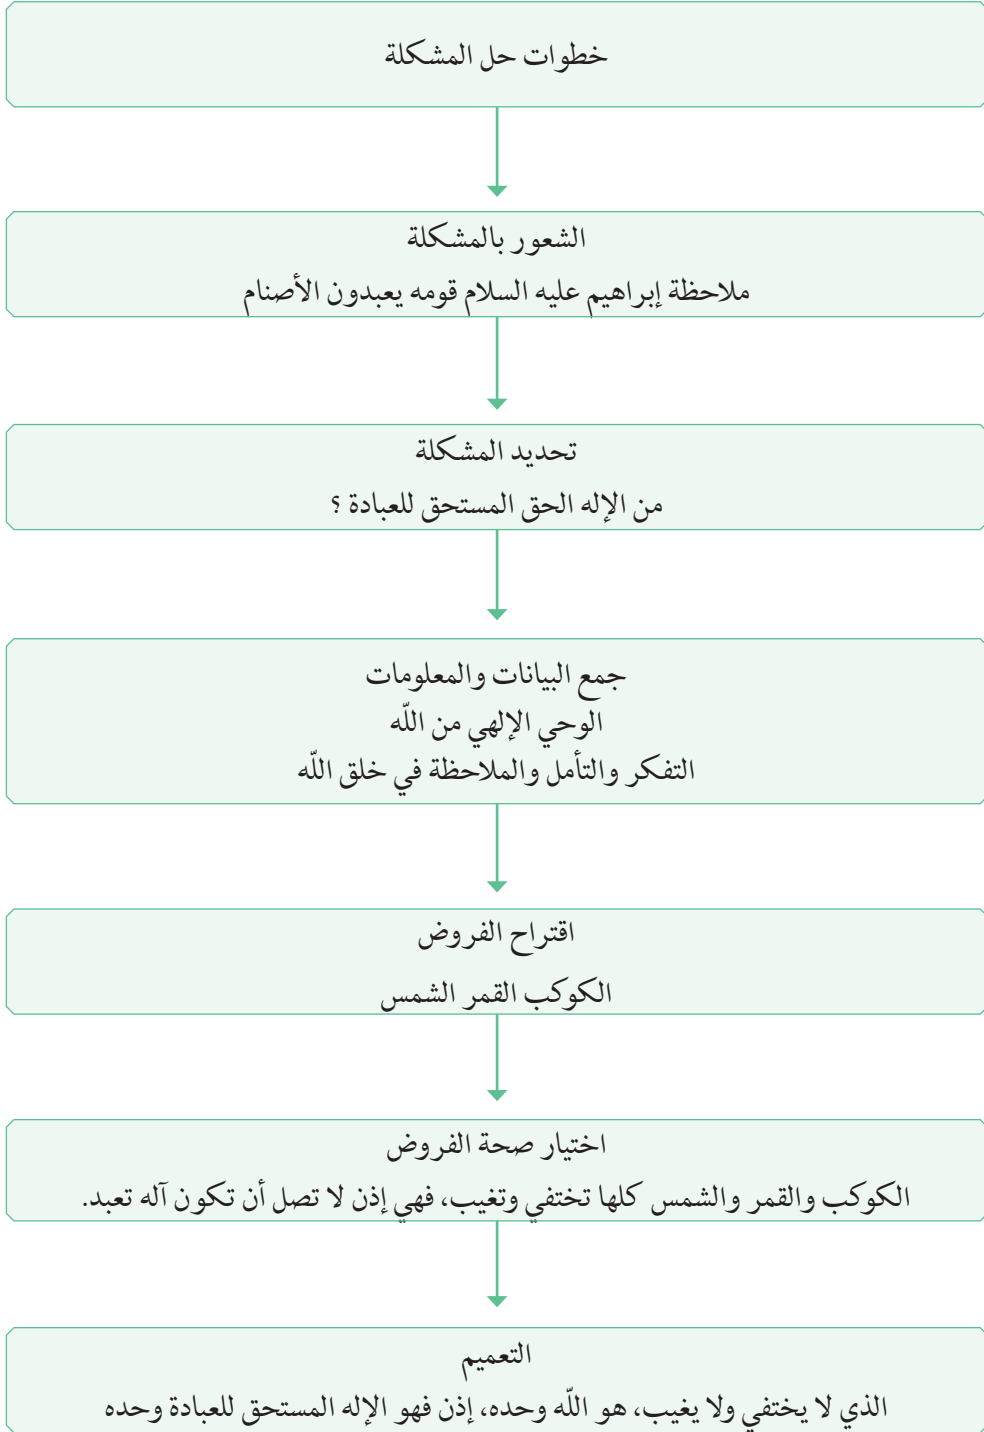 خطوات حل المشكلة
الشعور بالمشكلة
ملاحظة إبراهيم عليه السلام قومه يعبدون الأصنام
تحديد المشكلة
من الإله الحق المستحق للعبادة ؟
جمع البيانات والمعلومات
الوحي الإلهي من اللّه
التفكر والتأمل والملاحظة في خلق اللّه
اقتراح الفروض
الكوكب القمر الشمس
اختيار صحة الفروض
الكوكب والقمر والشمس كلها تختفي وتغيب، فهي إذن لا تصل أن تكون آله تعبد.
التعميم
الذي لا يختفي ولا يغيب، هو اللّه وحده، إذن فهو الإله المستحق للعبادة وحده